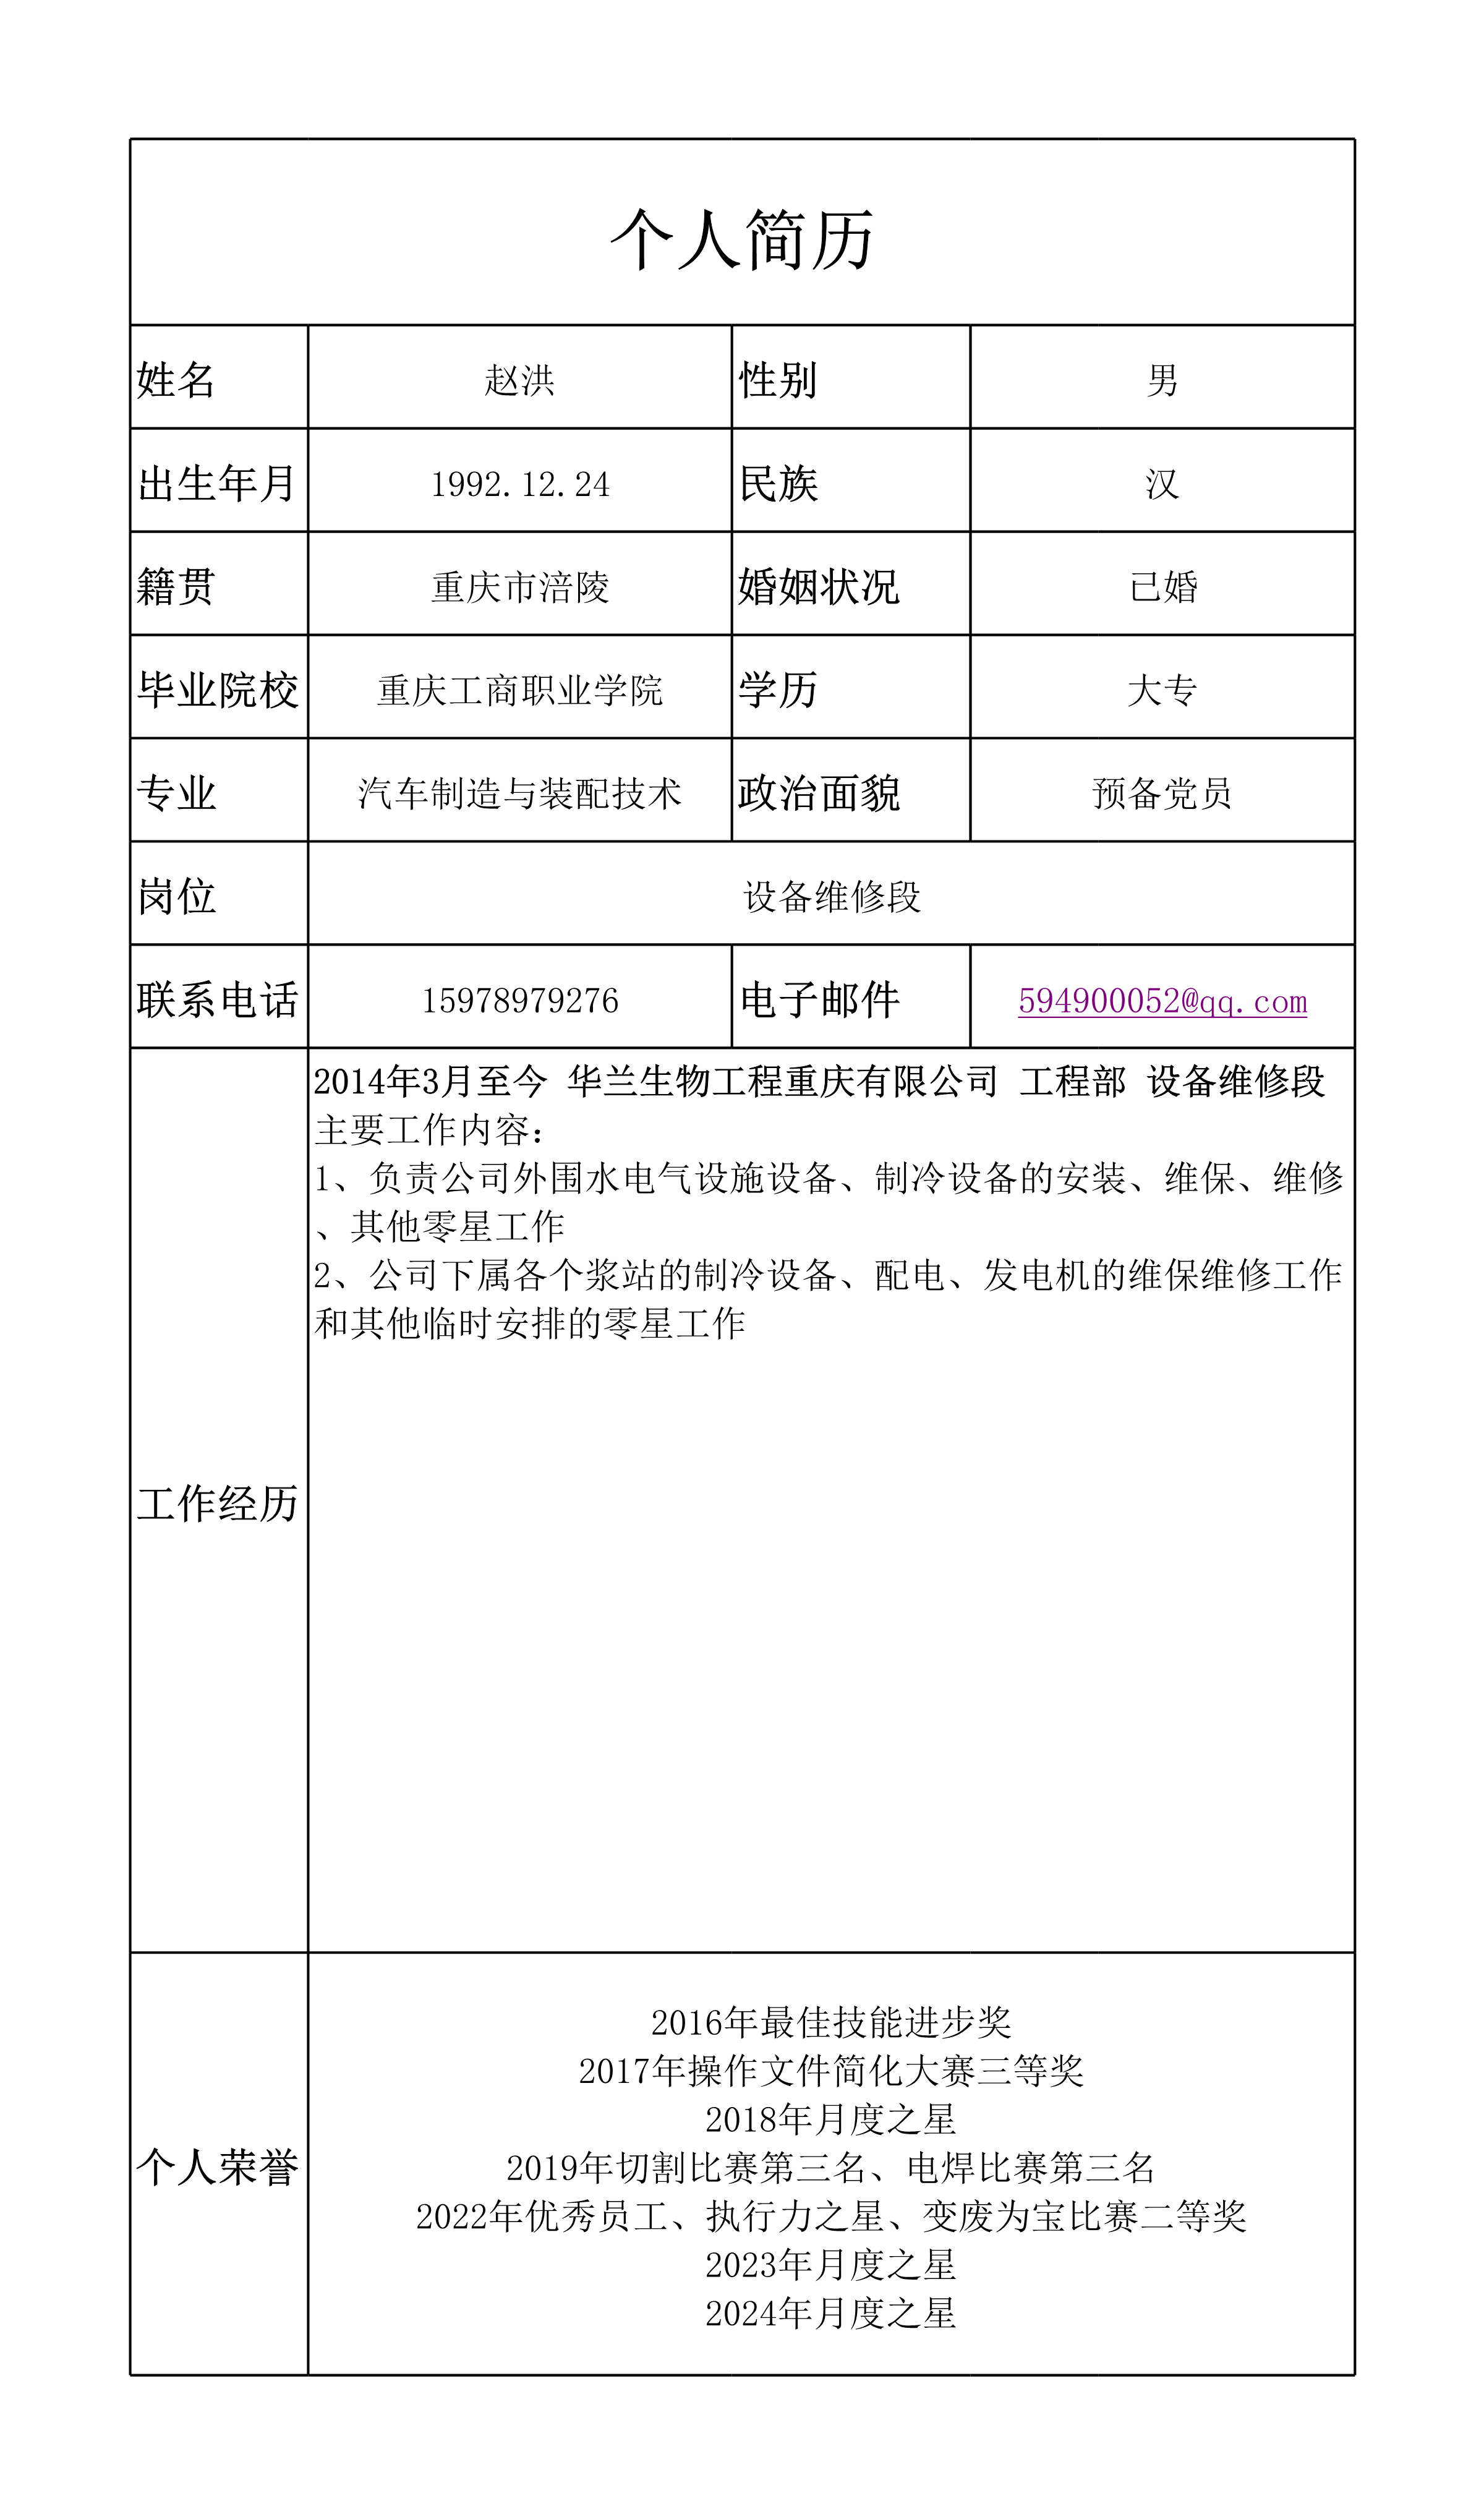 个人简历
姓名 赵洪 性别 男
出生年月 1992.12.24 民族 汉
籍贯 重庆市涪陵 婚姻状况 已婚
毕业院校 重庆工商职业学院 学历 大专
专业 汽车制造与装配技术 政治面貌 预备党员
岗位 设备维修段
联系电话 15978979276 电子邮件 594900052@qq.com
工作经历
2014年3月至今 华兰生物工程重庆有限公司 工程部 设备维修段
主要工作内容：
1、负责公司外围水电气设施设备、制冷设备的安装、维保、维修
、其他零星工作
2、公司下属各个浆站的制冷设备、配电、发电机的维保维修工作
和其他临时安排的零星工作
个人荣誉
2016年最佳技能进步奖
2017年操作文件简化大赛三等奖
2018年月度之星
2019年切割比赛第三名、电焊比赛第三名
2022年优秀员工、执行力之星、变废为宝比赛二等奖
2023年月度之星
2024年月度之星